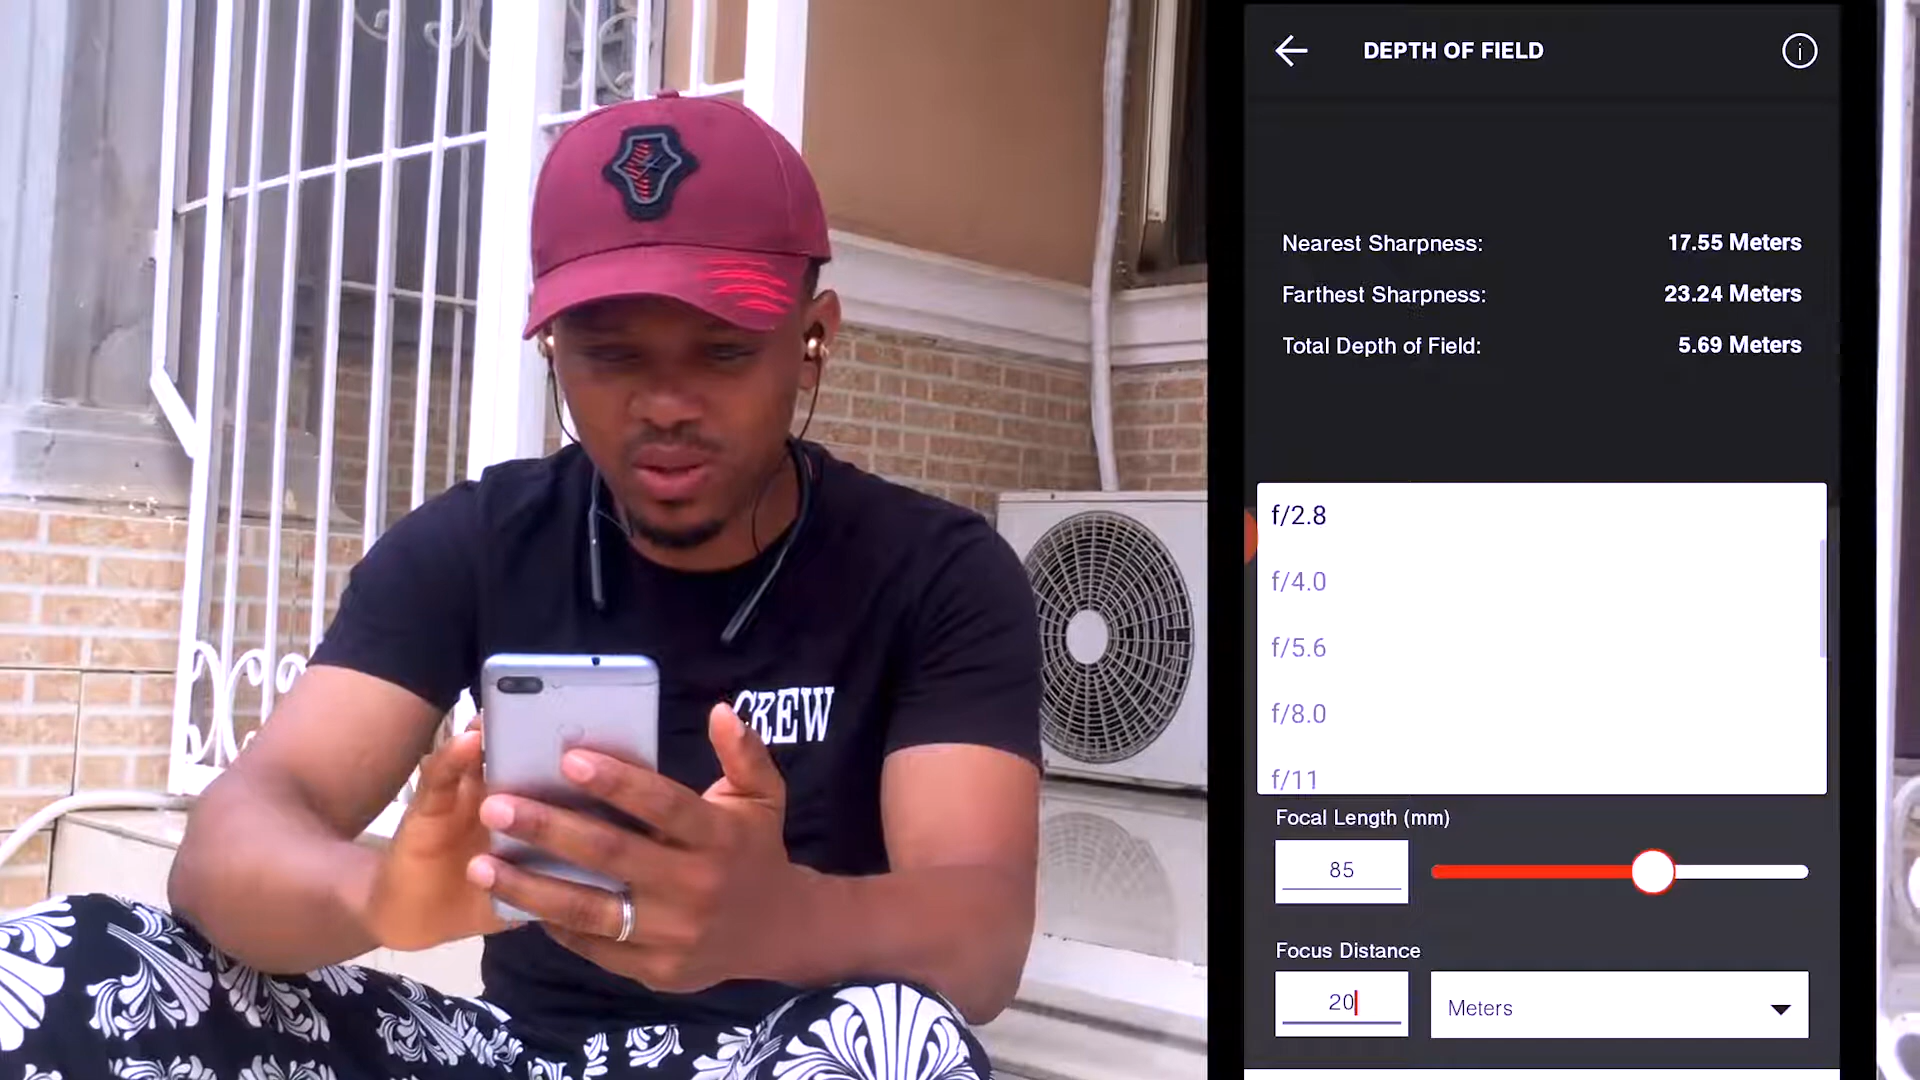 DEPTH OF FIELD
Nearest Sharpness: 17.55 Meters
Farthest Sharpness: 23.24 Meters
Total Depth of Field: 5.69 Meters
f/2.8
f/4.0
f/5.6
f/8.0
f/11
Focal Length (mm)
85
Focus Distance
20 Meters
CREW